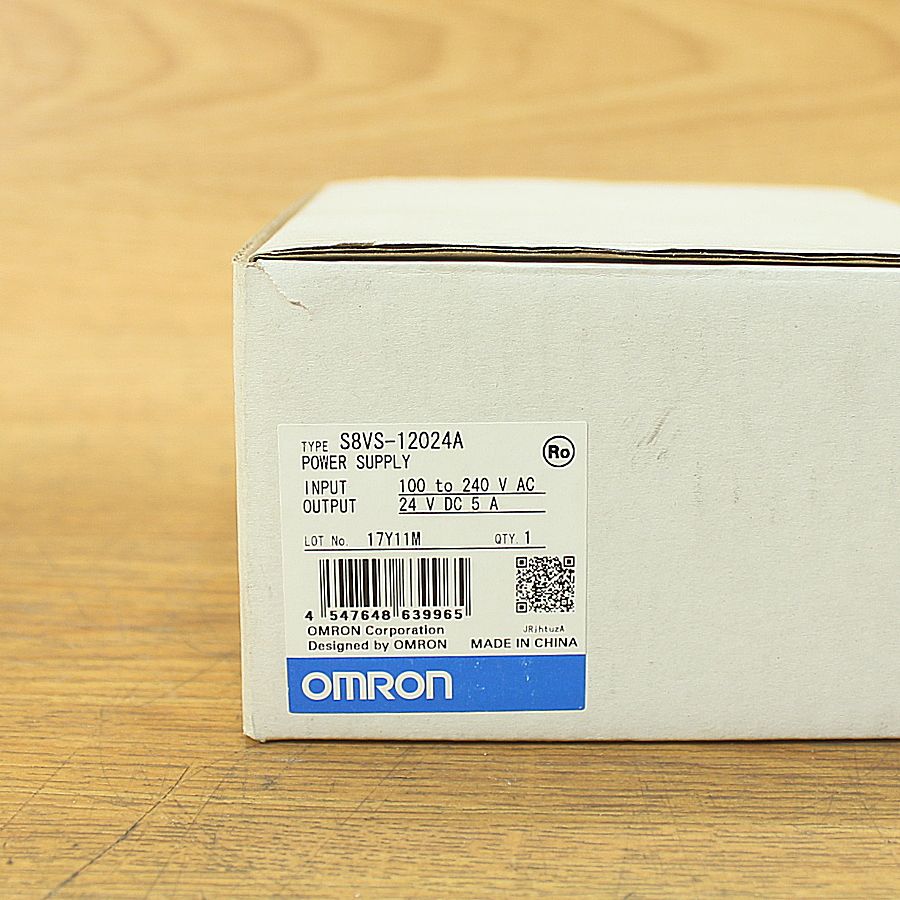 TYPE S8VS-12024A
Ro
POWER SUPPLY
INPUT 100 to 240 V AC
OUTPUT 24 V DC 5 A
LOT No. 17Y11M QTY. 1
4 547648 639965
JRjhtuzA
OMRON Corporation
Designed by OMRON MADE IN CHINA
OMRON